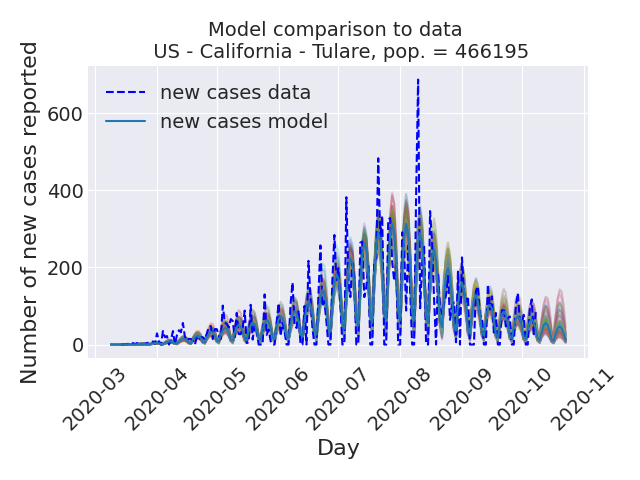 Model comparison to data
US - California - Tulare, pop. = 466195
Number of new cases reported
new cases data
new cases model
600
400
200
0
2020-03
2020-04
2020-05
2020-06
2020-07
2020-08
2020-09
2020-10
2020-11
Day